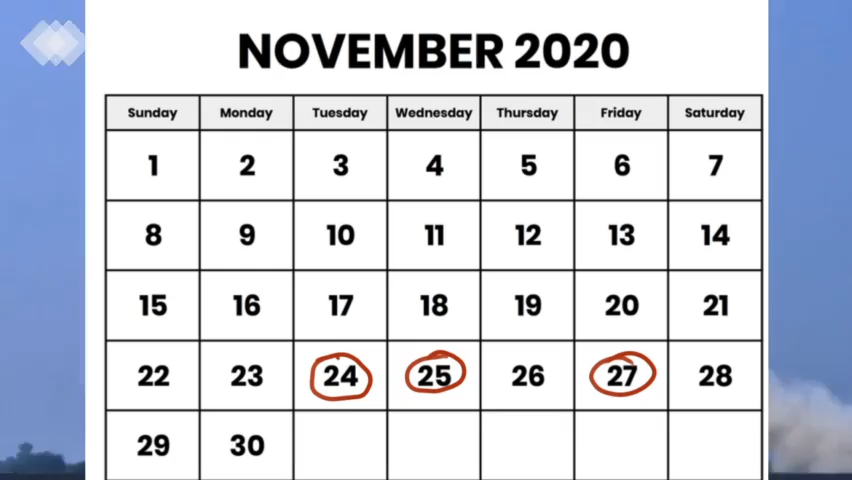 NOVEMBER 2020
Sunday Monday Tuesday Wednesday Thursday Friday Saturday
1 2 3 4 5 6 7
8 9 10 11 12 13 14
15 16 17 18 19 20 21
22 23 24 25 26 27 28
29 30